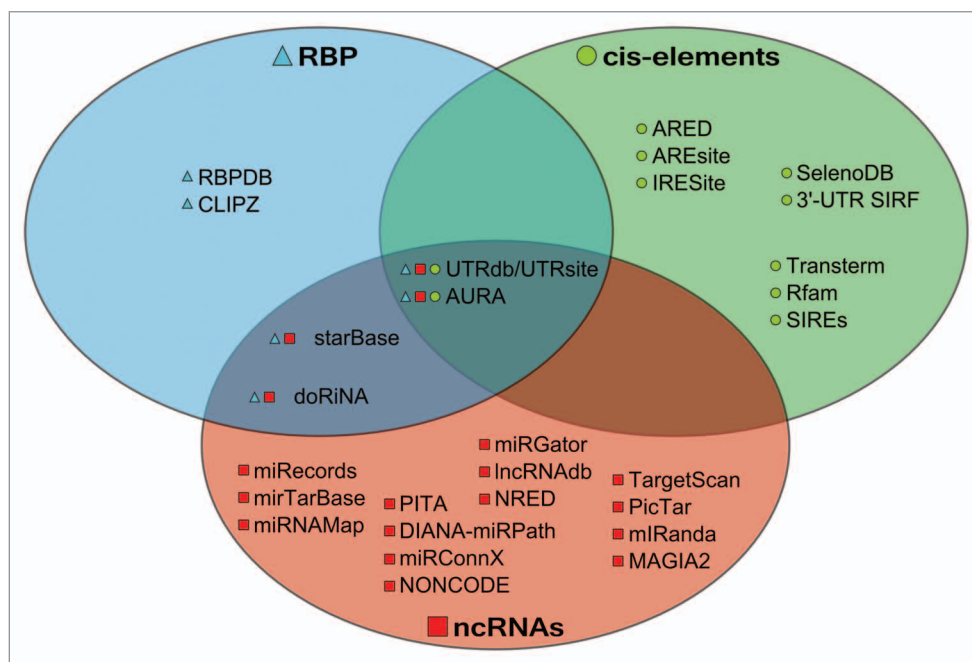 RBP
cis-elements
RBPDB
CLIPZ
ARED
AREsite
IRESite
SelenoDB
3'-UTR SIRF
Transterm
Rfam
SIREs
UTRdb/UTRsite
AURA
starBase
doRiNA
miRecords
mirTarBase
miRNAMap
PITA
DIANA-miRPath
miRConnX
NONCODE
miRGator
lncRNAdb
NRED
TargetScan
PicTar
mIRanda
MAGIA2
ncRNAs